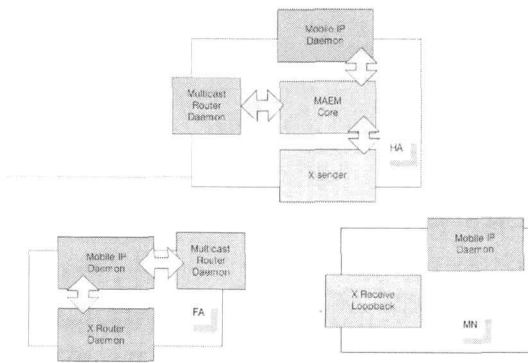 Mobile IP
Daemon
Multicast
Router
Daemon
MAEM
Core
HA
X sender
Mobile IP
Daemon
Multicast
Router
Daemon
X Router
Daemon
FA
Mobile IP
Daemon
X Receive
Loopback
MN